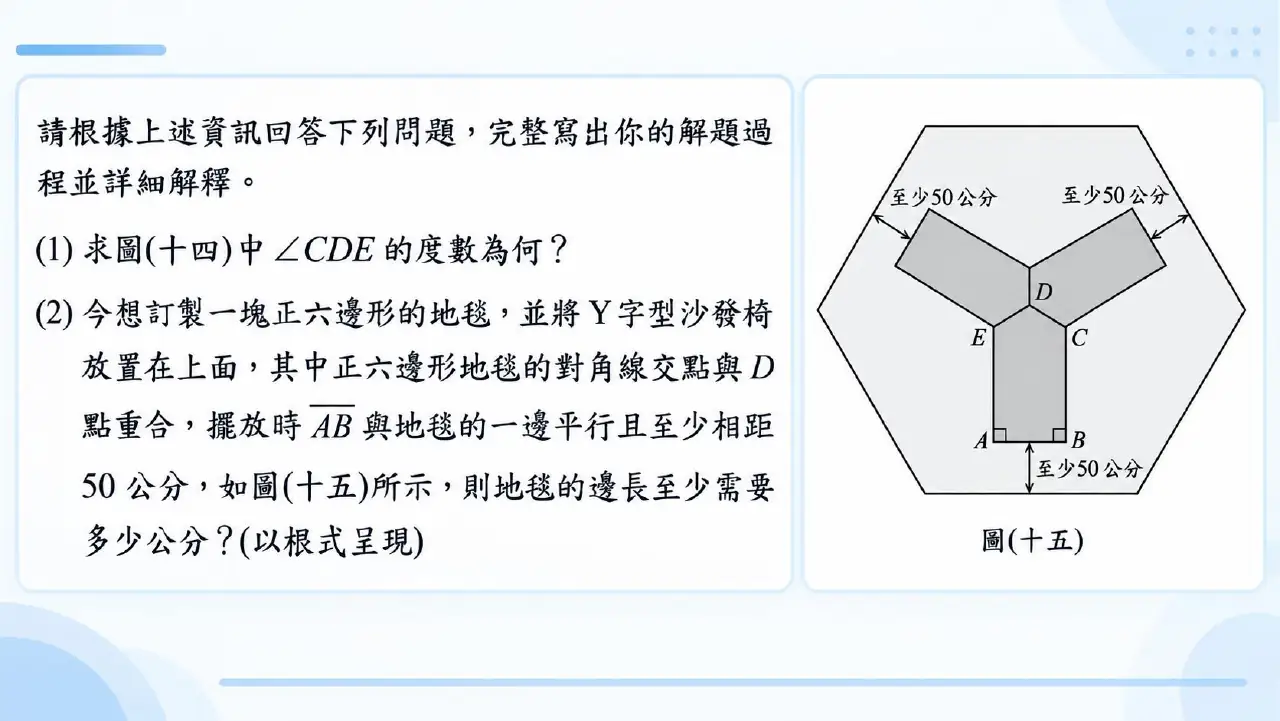 請根據上述資訊回答下列問題，完整寫出你的解題過
程並詳細解釋。
(1) 求圖(十四)中 ∠CDE 的度數為何？
(2) 今想訂製一塊正六邊形的地毯，並將 Y 字型沙發椅
放置在上面，其中正六邊形地毯的對角線交點與 D
點重合，擺放時 A̅B̅ 與地毯的一邊平行且至少相距
50 公分，如圖(十五)所示，則地毯的邊長至少需要
多少公分？(以根式呈現)
至少50公分
至少50公分
D
E
C
A
B
至少50公分
圖(十五)